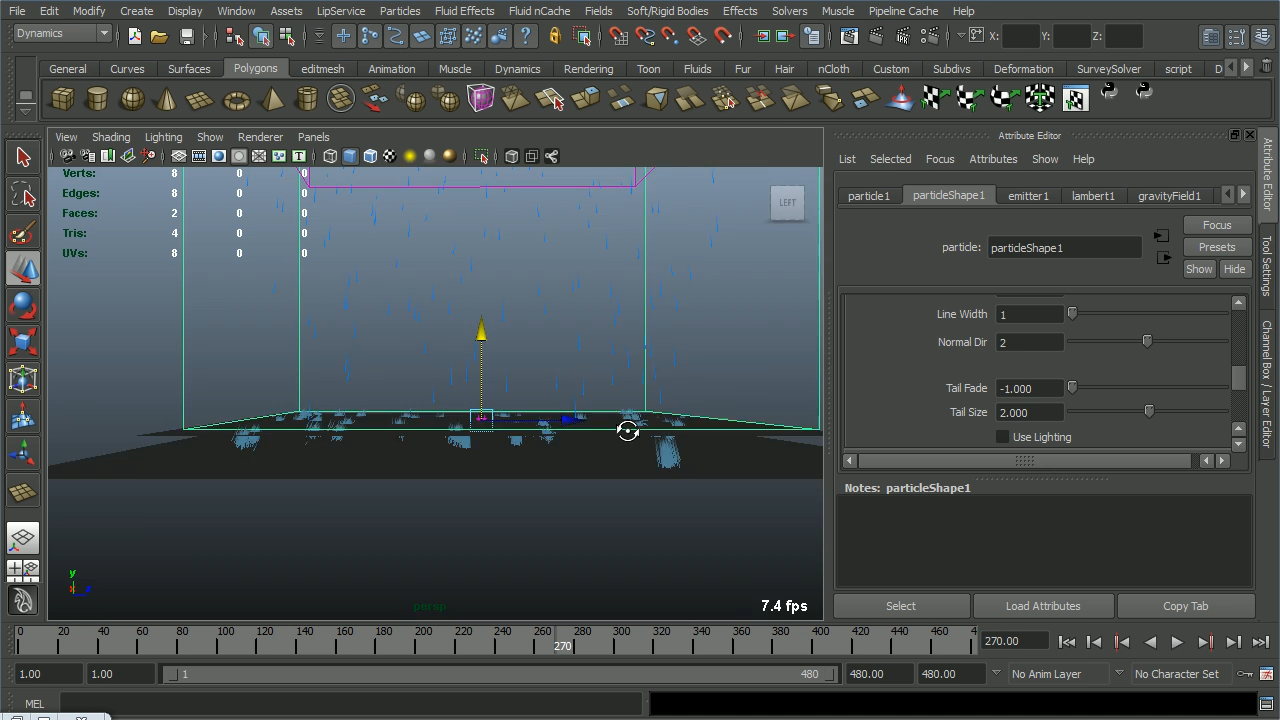 File Edit Modify Create Display Window Assets LipService Particles Fluid Effects Fluid nCache Fields Soft/Rigid Bodies Effects Solvers Muscle Pipeline Cache Help
Dynamics X: Y: Z:
General Curves Surfaces Polygons editmesh Animation Muscle Dynamics Rendering Toon Fluids Fur Hair nCloth Custom Subdivs Deformation SurveySolver script D
View Shading Lighting Show Renderer Panels
Attribute Editor
List Selected Focus Attributes Show Help
Verts: 8 0 0
Edges: 8 0 0
Faces: 2 0 0
Tris: 4 0 0
UVs: 8 0 0
LEFT
particle1 particleShape1 emitter1 lambert1 gravityField1
Focus
particle: particleShape1 Presets
Show Hide
Line Width 1
Normal Dir 2
Tail Fade -1.000
Tail Size 2.000
Use Lighting
Notes: particleShape1
y
persp
7.4 fps
Select Load Attributes Copy Tab
Attribute Editor
Tool Settings
Channel Box / Layer Editor
0 20 40 60 80 100 120 140 160 180 200 220 240 260 280 300 320 340 360 380 400 420 440 460 4
270
270.00
1.00 1.00 1 480 480.00 480.00 No Anim Layer No Character Set
MEL